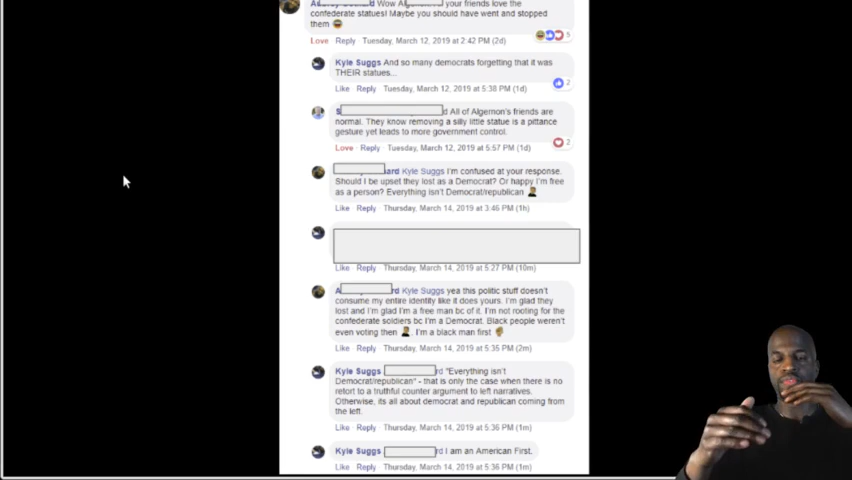 Wow your friends love the
confederate statues! Maybe you should have went and stopped
them
Love Reply Tuesday, March 12, 2019 at 2:42 PM (2d)
5
Kyle Suggs And so many democrats forgetting that it was
THEIR statues...
2
Like Reply Tuesday, March 12, 2019 at 5:38 PM (1d)
S d All of Algernon's friends are
normal. They know removing a silly little statue is a pittance
gesture yet leads to more government control.
2
Love Reply Tuesday, March 12, 2019 at 5:57 PM (1d)
ard Kyle Suggs I'm confused at your response.
Should I be upset they lost as a Democrat? Or happy I'm free
as a person? Everything isn't Democrat/republican
Like Reply Thursday, March 14, 2019 at 3:46 PM (1h)
Like Reply Thursday, March 14, 2019 at 5:27 PM (10m)
A rd Kyle Suggs yea this politic stuff doesn't
consume my entire identity like it does yours. I'm glad they
lost and I'm glad I'm a free man bc of it. I'm not rooting for the
confederate soldiers bc I'm a Democrat. Black people weren't
even voting then I'm a black man first
Like Reply Thursday, March 14, 2019 at 5:35 PM (2m)
Kyle Suggs rd "Everything isn't
Democrat/republican" - that is only the case when there is no
retort to a truthful counter argument to left narratives.
Otherwise, its all about democrat and republican coming from
the left.
Like Reply Thursday, March 14, 2019 at 5:36 PM (1m)
Kyle Suggs rd I am an American First.
Like Reply Thursday, March 14, 2019 at 5:36 PM (1m)